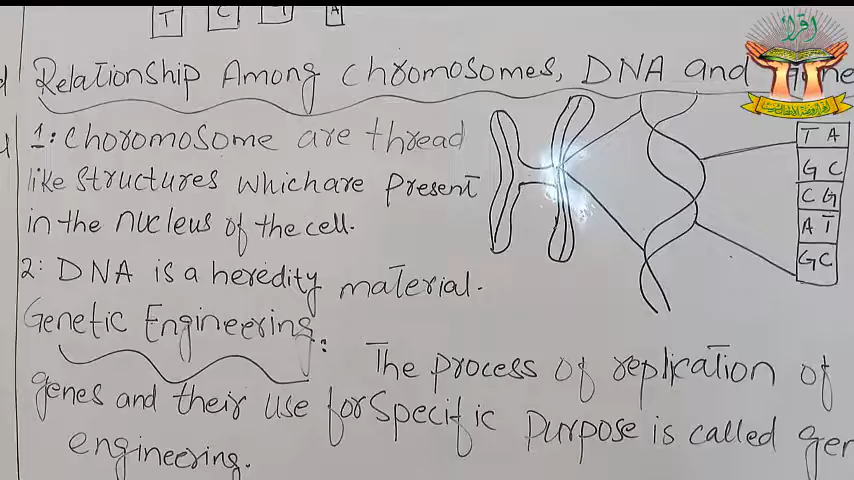 T C T A
Relationship Among Chromosomes, DNA and Gene
1: Choromosome are thread
like structures which are present
in the nucleus of the cell.
2: DNA is a heredity material.
Genetic Engineering:
The process of replication of
genes and their use for specific purpose is called gen
engineering.
T A
G C
C G
A T
G C
اقرأ